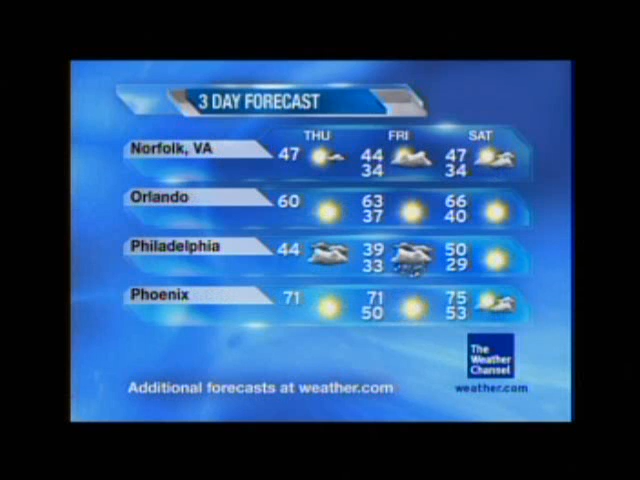 3 DAY FORECAST
THU FRI SAT
Norfolk, VA 47 44 47
34 34
Orlando 60 63 66
37 40
Philadelphia 44 39 50
33 29
Phoenix 71 71 75
50 53
The
Weather
Channel
Additional forecasts at weather.com weather.com